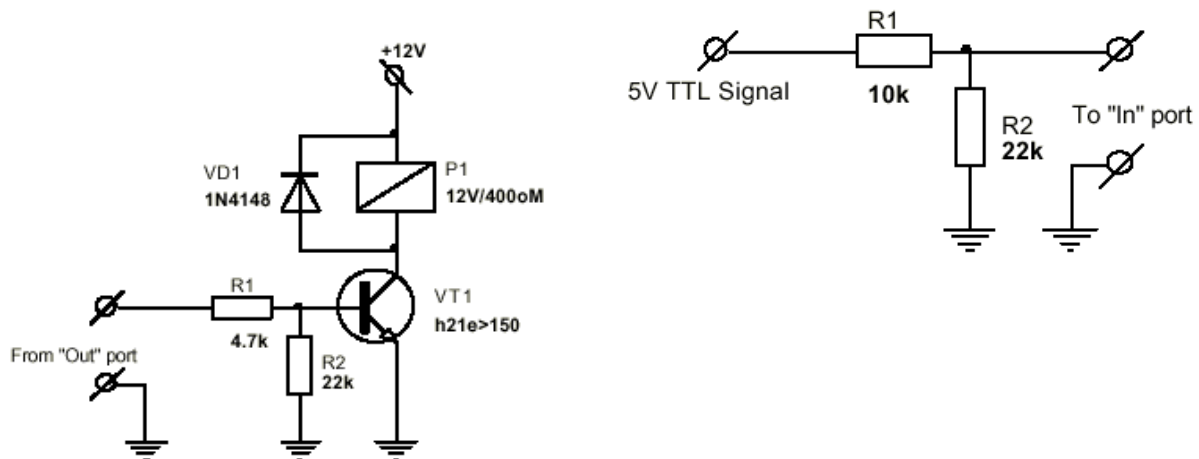 +12V
VD1
1N4148
P1
12V/400oM
R1
4.7k
VT1
h21e>150
From "Out" port
R2
22k
R1
5V TTL Signal
10k
R2
22k
To "In" port